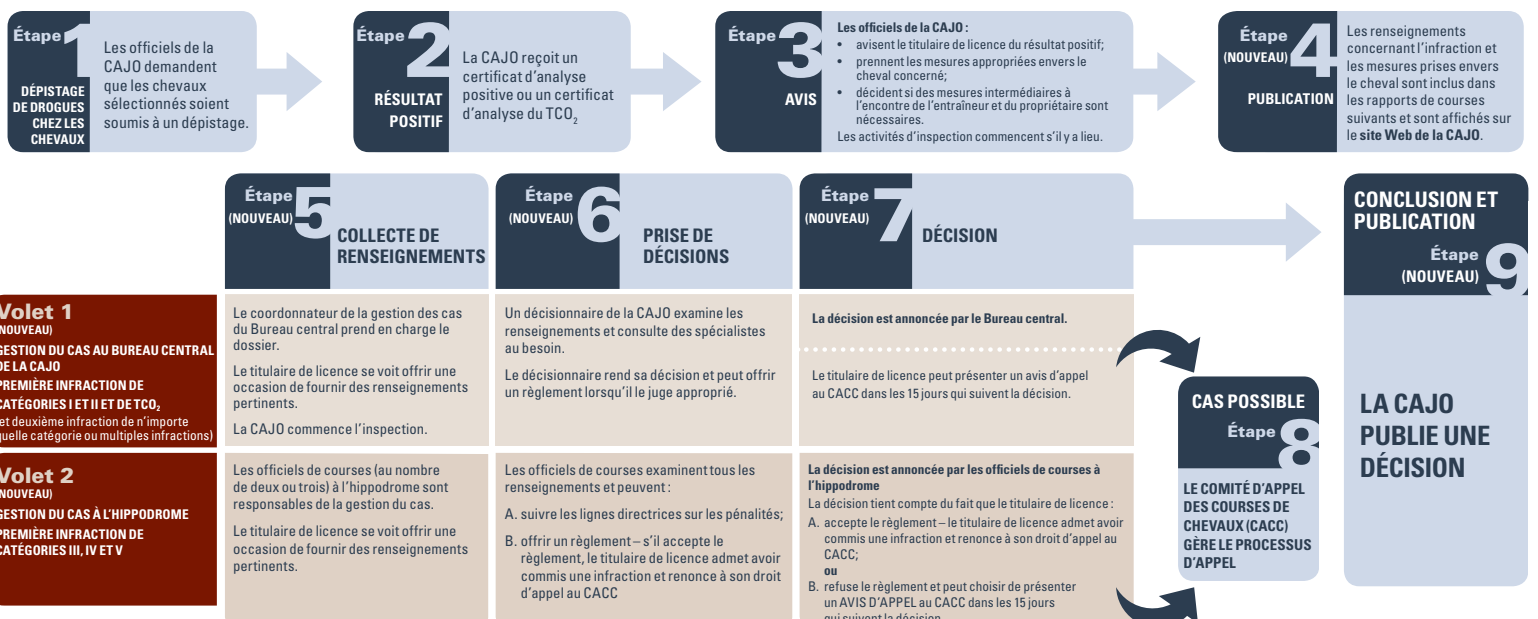 Étape 1
DÉPISTAGE
DE DROGUES
CHEZ LES
CHEVAUX
Les officiels de la
CAJO demandent
que les chevaux
sélectionnés soient
soumis à un dépistage.
Étape 2
RÉSULTAT
POSITIF
La CAJO reçoit un
certificat d'analyse
positive ou un certificat
d'analyse du TCO₂
Étape 3
AVIS
Les officiels de la CAJO :
• avisent le titulaire de licence du résultat positif;
• prennent les mesures appropriées envers le
cheval concerné;
• décident si des mesures intermédiaires à
l'encontre de l'entraîneur et du propriétaire sont
nécessaires.
Les activités d'inspection commencent s'il y a lieu.
Étape 4
(NOUVEAU)
PUBLICATION
Les renseignements
concernant l'infraction et
les mesures prises envers
le cheval sont inclus dans
les rapports de courses
suivants et sont affichés sur
le site Web de la CAJO.
Étape 5
(NOUVEAU)
COLLECTE DE
RENSEIGNEMENTS
Étape 6
(NOUVEAU)
PRISE DE
DÉCISIONS
Étape 7
(NOUVEAU)
DÉCISION
CONCLUSION ET
PUBLICATION
Étape 9
(NOUVEAU)
LA CAJO
PUBLIE UNE
DÉCISION
Volet 1
(NOUVEAU)
GESTION DU CAS AU BUREAU CENTRAL
DE LA CAJO
PREMIÈRE INFRACTION DE
CATÉGORIES I ET II ET DE TCO₂
(et deuxième infraction de n'importe
quelle catégorie ou multiples infractions)
Le coordonnateur de la gestion des cas
du Bureau central prend en charge le
dossier.
Le titulaire de licence se voit offrir une
occasion de fournir des renseignements
pertinents.
La CAJO commence l'inspection.
Un décisionnaire de la CAJO examine les
renseignements et consulte des spécialistes
au besoin.
Le décisionnaire rend sa décision et peut offrir
un règlement lorsqu'il le juge approprié.
La décision est annoncée par le Bureau central.
Le titulaire de licence peut présenter un avis d'appel
au CACC dans les 15 jours qui suivent la décision.
CAS POSSIBLE
Étape 8
LE COMITÉ D'APPEL
DES COURSES DE
CHEVAUX (CACC)
GÈRE LE PROCESSUS
D'APPEL
Volet 2
(NOUVEAU)
GESTION DU CAS À L'HIPPODROME
PREMIÈRE INFRACTION DE
CATÉGORIES III, IV ET V
Les officiels de courses (au nombre
de deux ou trois) à l'hippodrome sont
responsables de la gestion du cas.
Le titulaire de licence se voit offrir une
occasion de fournir des renseignements
pertinents.
Les officiels de courses examinent tous les
renseignements et peuvent :
A. suivre les lignes directrices sur les pénalités;
B. offrir un règlement – s'il accepte le
règlement, le titulaire de licence admet avoir
commis une infraction et renonce à son droit
d'appel au CACC
La décision est annoncée par les officiels de courses à
l'hippodrome
La décision tient compte du fait que le titulaire de licence :
A. accepte le règlement – le titulaire de licence admet avoir
commis une infraction et renonce à son droit d'appel au
CACC;
ou
B. refuse le règlement et peut choisir de présenter
un AVIS D'APPEL au CACC dans les 15 jours
qui suivent la décision